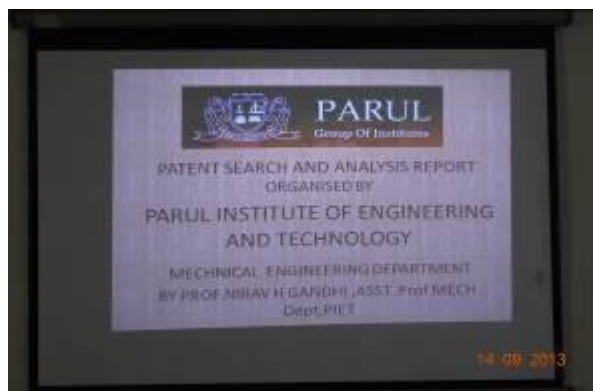 PARUL
Group Of Institutes
PATENT SEARCH AND ANALYSIS REPORT
ORGANISED BY
PARUL INSTITUTE OF ENGINEERING
AND TECHNOLOGY
MECHNICAL ENGINEERING DEPARTMENT
BY PROF.NIRAV H GANDHI ,ASST .Prof MECH
Dept,PIET
14 09 2013